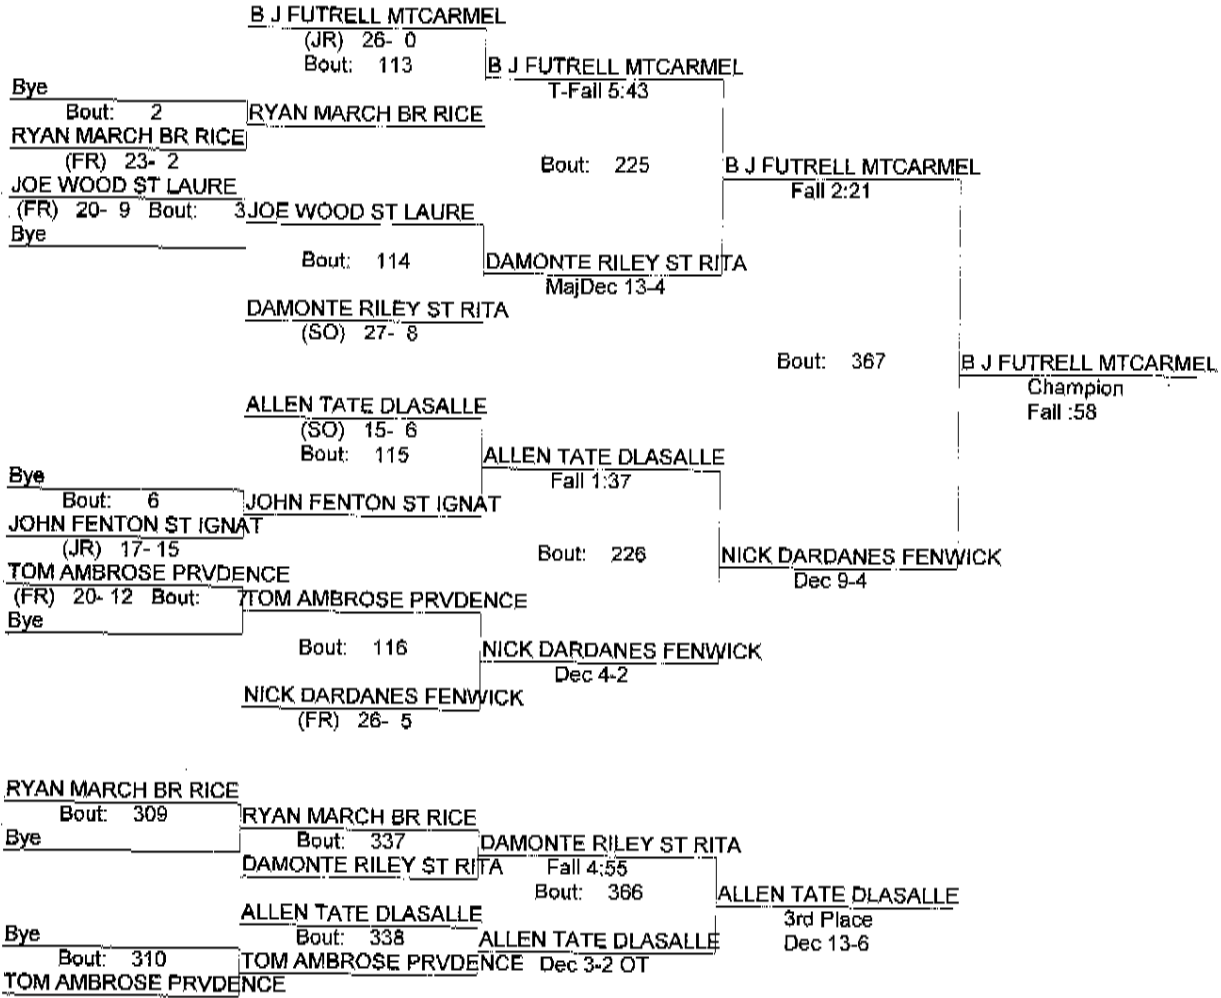 B J FUTRELL MTCARMEL
(JR) 26- 0
Bout: 113
B J FUTRELL MTCARMEL
T-Fall 5:43
Bye
Bout: 2
RYAN MARCH BR RICE
RYAN MARCH BR RICE
(FR) 23- 2
Bout: 225
B J FUTRELL MTCARMEL
Fall 2:21
JOE WOOD ST LAURE
(FR) 20- 9 Bout: 3
JOE WOOD ST LAURE
Bye
Bout: 114
DAMONTE RILEY ST RITA
MajDec 13-4
DAMONTE RILEY ST RITA
(SO) 27- 8
Bout: 367
B J FUTRELL MTCARMEL
Champion
Fall :58
ALLEN TATE DLASALLE
(SO) 15- 6
Bout: 115
ALLEN TATE DLASALLE
Fall 1:37
Bye
Bout: 6
JOHN FENTON ST IGNAT
JOHN FENTON ST IGNAT
(JR) 17- 15
Bout: 226
NICK DARDANES FENWICK
Dec 9-4
TOM AMBROSE PRVDENCE
(FR) 20- 12 Bout: 7
TOM AMBROSE PRVDENCE
Bye
Bout: 116
NICK DARDANES FENWICK
Dec 4-2
NICK DARDANES FENWICK
(FR) 26- 5
RYAN MARCH BR RICE
Bout: 309
RYAN MARCH BR RICE
Bye
Bout: 337
DAMONTE RILEY ST RITA
DAMONTE RILEY ST RITA
Fall 4:55
Bout: 366
ALLEN TATE DLASALLE
3rd Place
Dec 13-6
ALLEN TATE DLASALLE
Bye
Bout: 338
ALLEN TATE DLASALLE
Bout: 310
TOM AMBROSE PRVDENCE
Dec 3-2 OT
TOM AMBROSE PRVDENCE